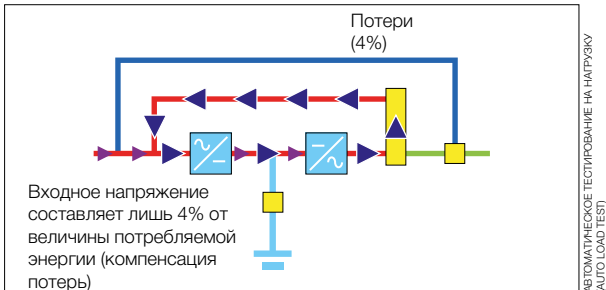 Потери
(4%)
Входное напряжение
составляет лишь 4% от
величины потребляемой
энергии (компенсация
потерь)
АВТОМАТИЧЕСКОЕ ТЕСТИРОВАНИЕ НА НАГРУЗКУ
(AUTO LOAD TEST)